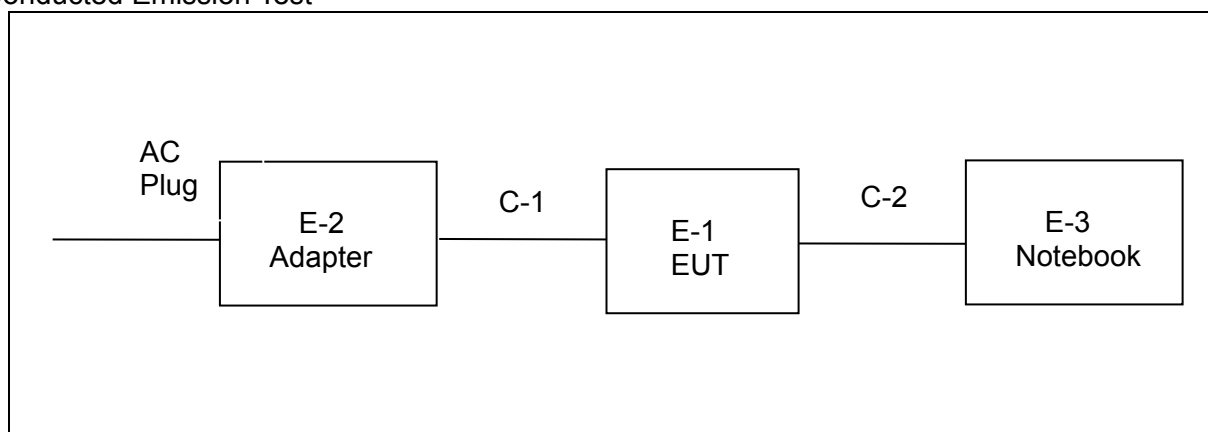 onducted Emission Test
AC
Plug
E-2
Adapter
C-1
E-1
EUT
C-2
E-3
Notebook